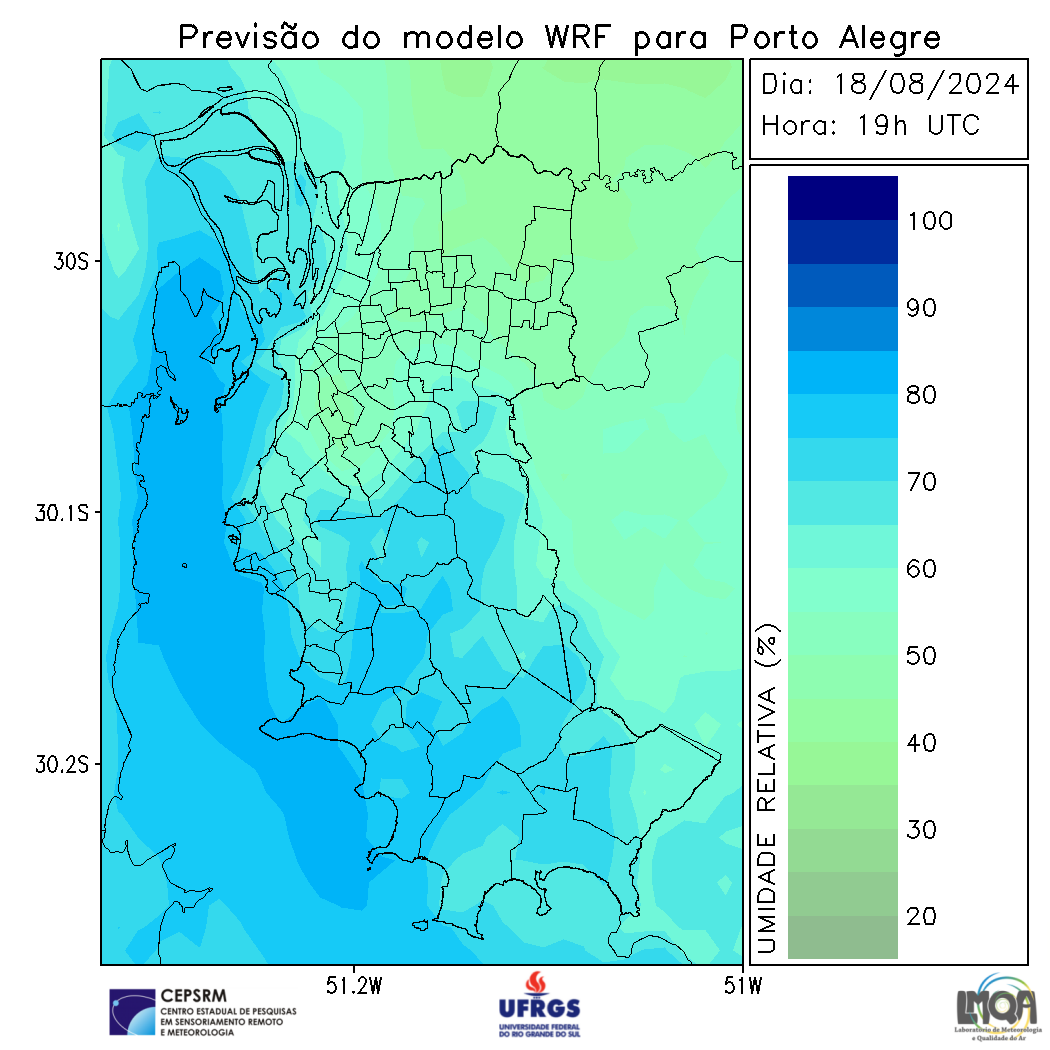 Previsão do modelo WRF para Porto Alegre
Dia: 18/08/2024
Hora: 19h UTC
100
90
80
70
60
50
40
30
20
UMIDADE RELATIVA (%)
30S
30.1S
30.2S
51.2W
51W
CEPSRM
CENTRO ESTADUAL DE PESQUISAS
EM SENSORIAMENTO REMOTO
E METEOROLOGIA
UFRGS
UNIVERSIDADE FEDERAL
DO RIO GRANDE DO SUL
LMQA
Laboratório de Meteorologia
e Qualidade do Ar